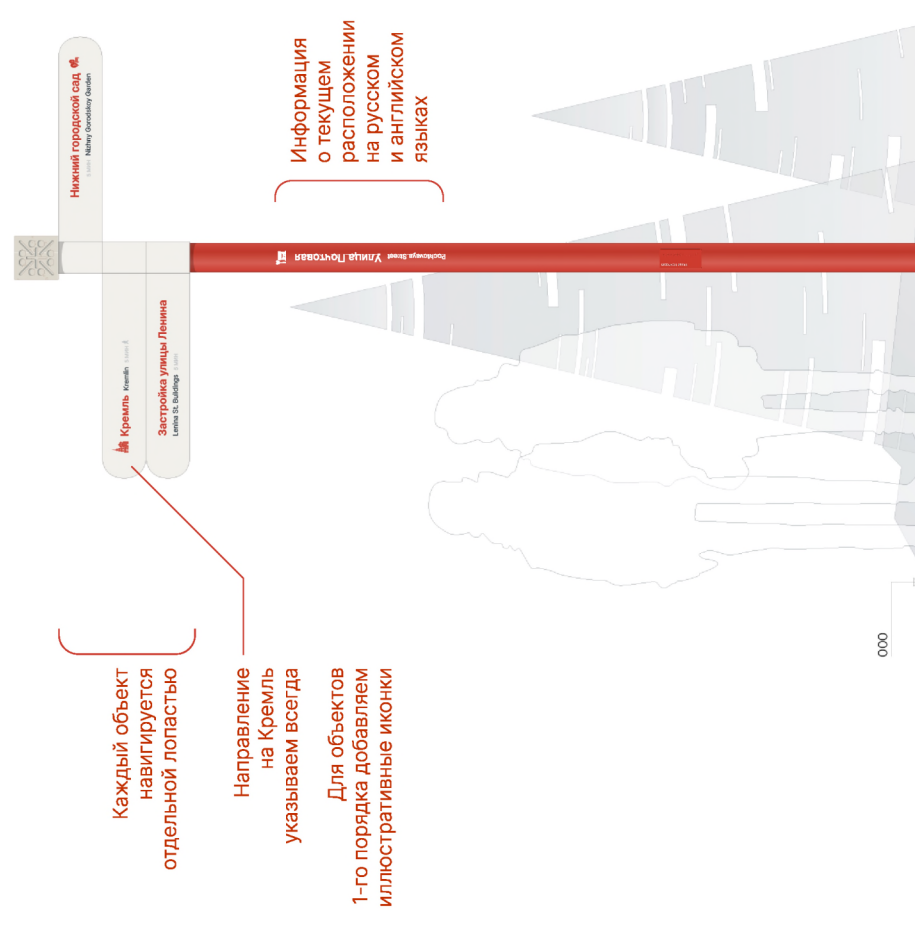 Нижний городской сад
Nizhny Gorodskoy Garden
Кремль Kremlin
Застройка улицы Ленина
Lenina St. Buildings
Улица Почтовая
Pochtovaya Street
Информация
о текущем
расположении
на русском
и английском
языках
Каждый объект
навигируется
отдельной лопастью
Направление
на Кремль
указываем всегда
Для объектов
1-го порядка добавляем
иллюстративные иконки
000